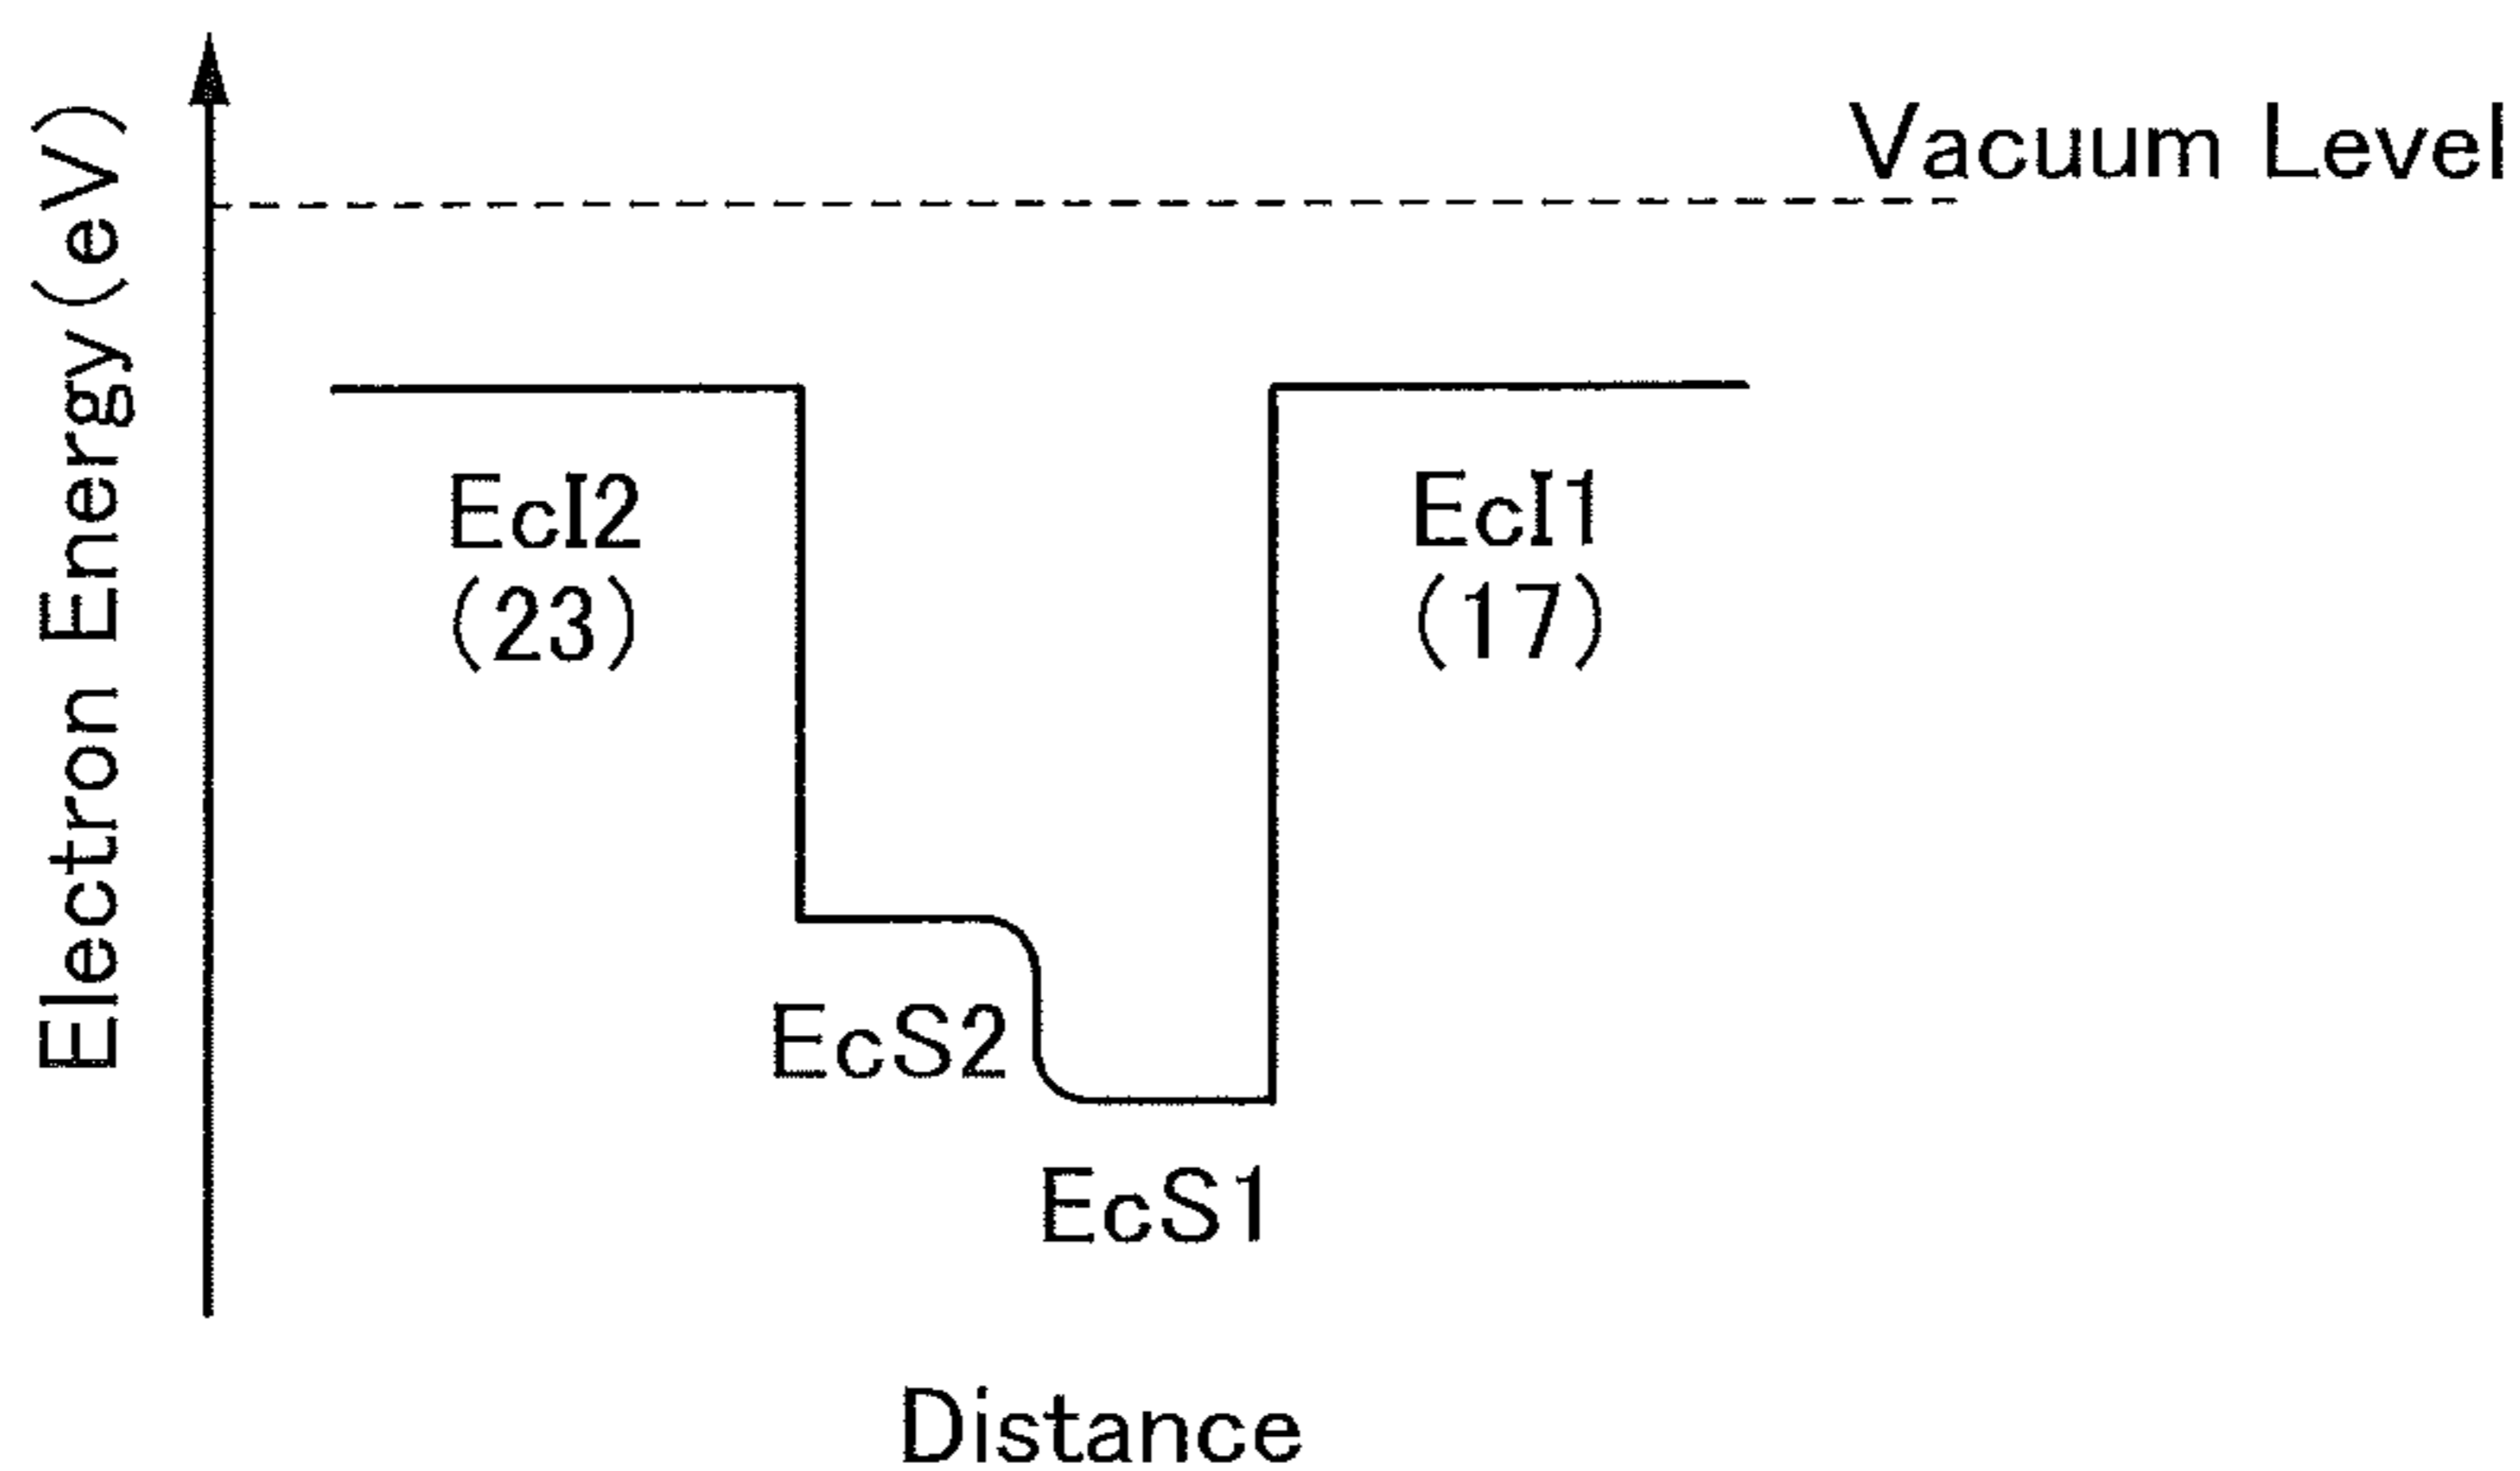 Electron Energy(eV)
Vacuum Level
EcI2
(23)
EcI1
(17)
EcS2
EcS1
Distance